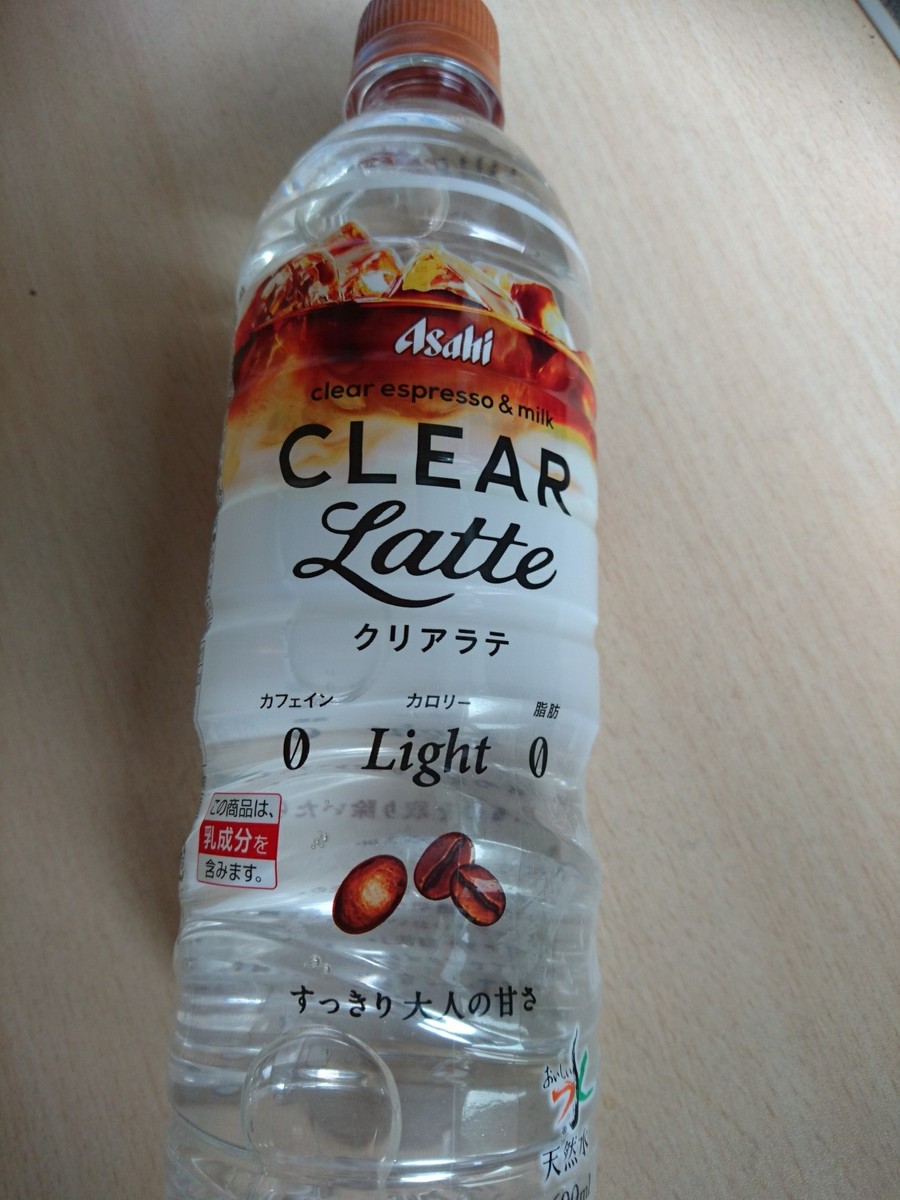 Asahi
clear espresso & milk
CLEAR
Latte
クリアラテ
カフェイン カロリー 脂肪
0 Light 0
この商品は、
乳成分を
含みます。
すっきり大人の甘さ
おいしい
水
天然水